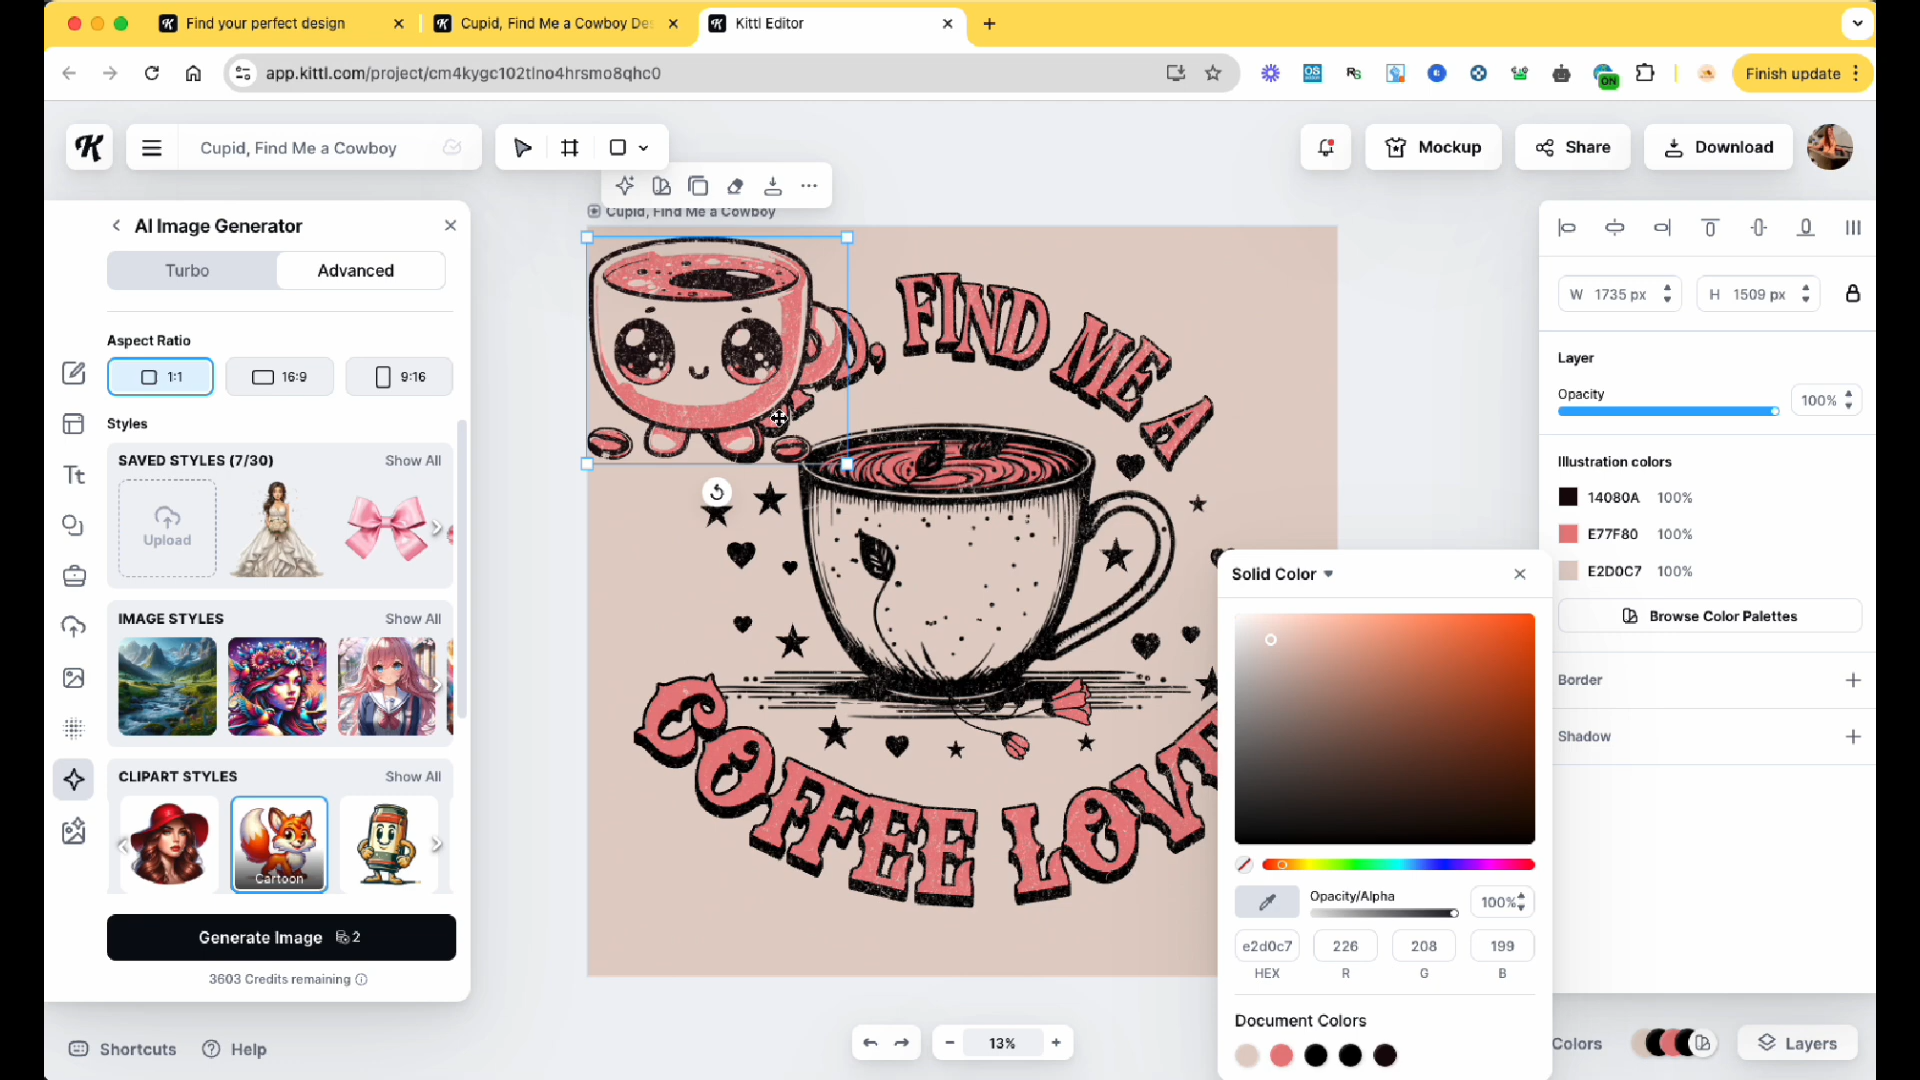 Find your perfect design
Cupid, Find Me a Cowboy De
Kittl Editor
app.kittl.com/project/cm4kygc102tlno4hrsmo8qhc0
OS
RS
ON
Finish update
K
Cupid, Find Me a Cowboy
Mockup
Share
Download
AI Image Generator
Turbo
Advanced
Aspect Ratio
1:1
16:9
9:16
Styles
SAVED STYLES (7/30)
Show All
Upload
IMAGE STYLES
Show All
CLIPART STYLES
Show All
Cartoon
Generate Image 2
3603 Credits remaining
Tt
Shortcuts
Help
Cupid, Find Me a Cowboy
D, FIND ME A
COFFEE LOVE
13%
W 1735 px
H 1509 px
Layer
Opacity
100%
Illustration colors
14080A 100%
E77F80 100%
E2D0C7 100%
Browse Color Palettes
Border
Shadow
Solid Color
Opacity/Alpha
100%
e2d0c7 226 208 199
HEX R G B
Document Colors
Colors
Layers